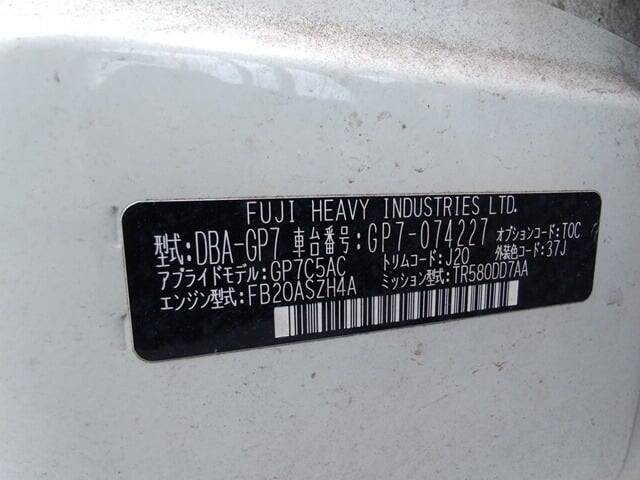 FUJI HEAVY INDUSTRIES LTD.
型式:DBA-GP7 車台番号:GP7-074227 オプションコード:TOC
アプライドモデル:GP7C5AC トリムコード:J20 外装色コード:37J
エンジン型式:FB20ASZH4A ミッション型式:TR580DD7AA